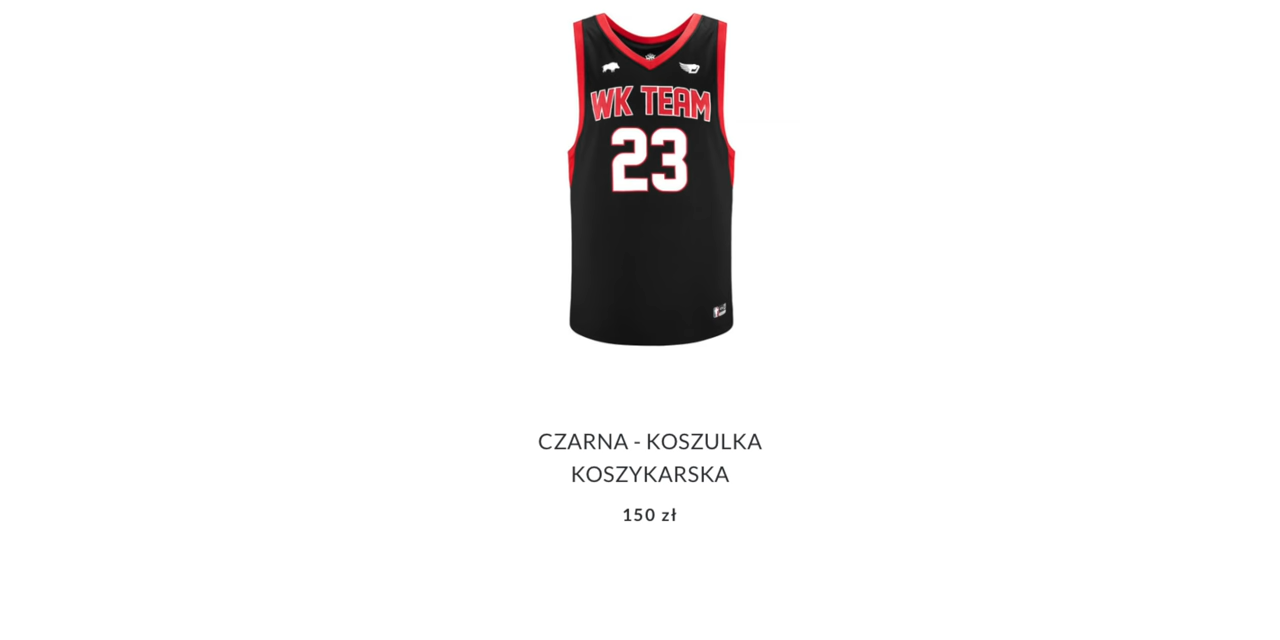 WK TEAM
23
CZARNA - KOSZULKA
KOSZYKARSKA
150 zł